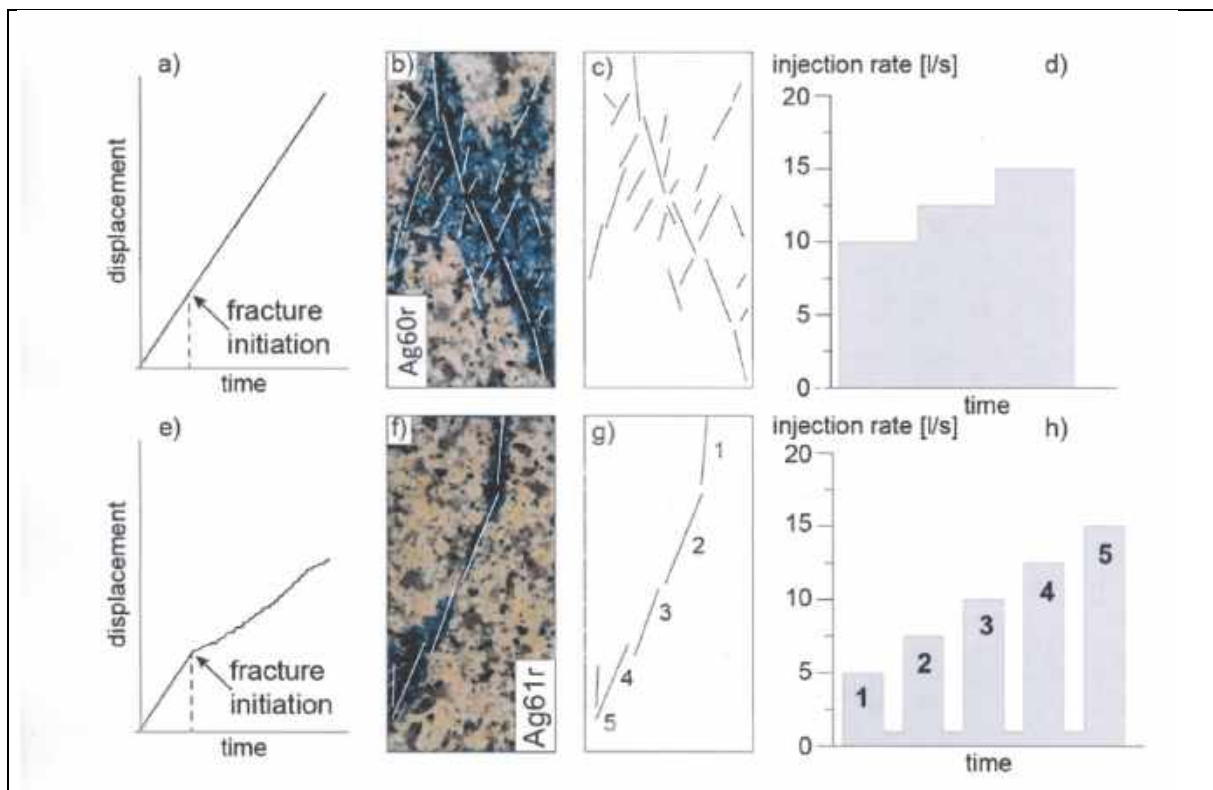 a)
displacement
fracture
initiation
time
b)
Ag60r
c)
injection rate [l/s]
d)
20
15
10
5
0
time
e)
displacement
fracture
initiation
time
f)
Ag61r
g)
1
2
3
4
5
injection rate [l/s]
h)
20
15
10
5
0
1
2
3
4
5
time